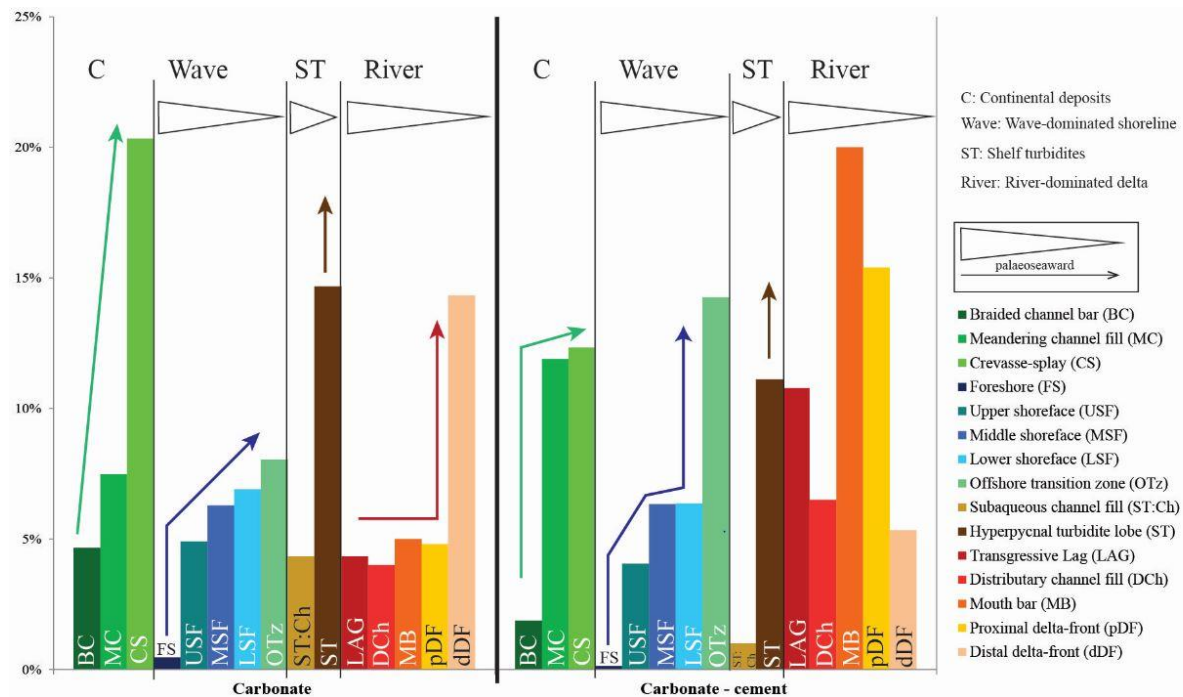 25%
20%
15%
10%
5%
0%
C Wave ST River
BC MC CS FS USF MSF LSF OTz ST:Ch ST LAG DCh MB pDF dDF
Carbonate
C Wave ST River
BC MC CS FS USF MSF LSF OTz ST:Ch ST LAG DCh MB pDF dDF
Carbonate - cement
C: Continental deposits
Wave: Wave-dominated shoreline
ST: Shelf turbidites
River: River-dominated delta
palaeoseaward
Braided channel bar (BC)
Meandering channel fill (MC)
Crevasse-splay (CS)
Foreshore (FS)
Upper shoreface (USF)
Middle shoreface (MSF)
Lower shoreface (LSF)
Offshore transition zone (OTz)
Subaqueous channel fill (ST:Ch)
Hyperpycnal turbidite lobe (ST)
Transgressive Lag (LAG)
Distributary channel fill (DCh)
Mouth bar (MB)
Proximal delta-front (pDF)
Distal delta-front (dDF)